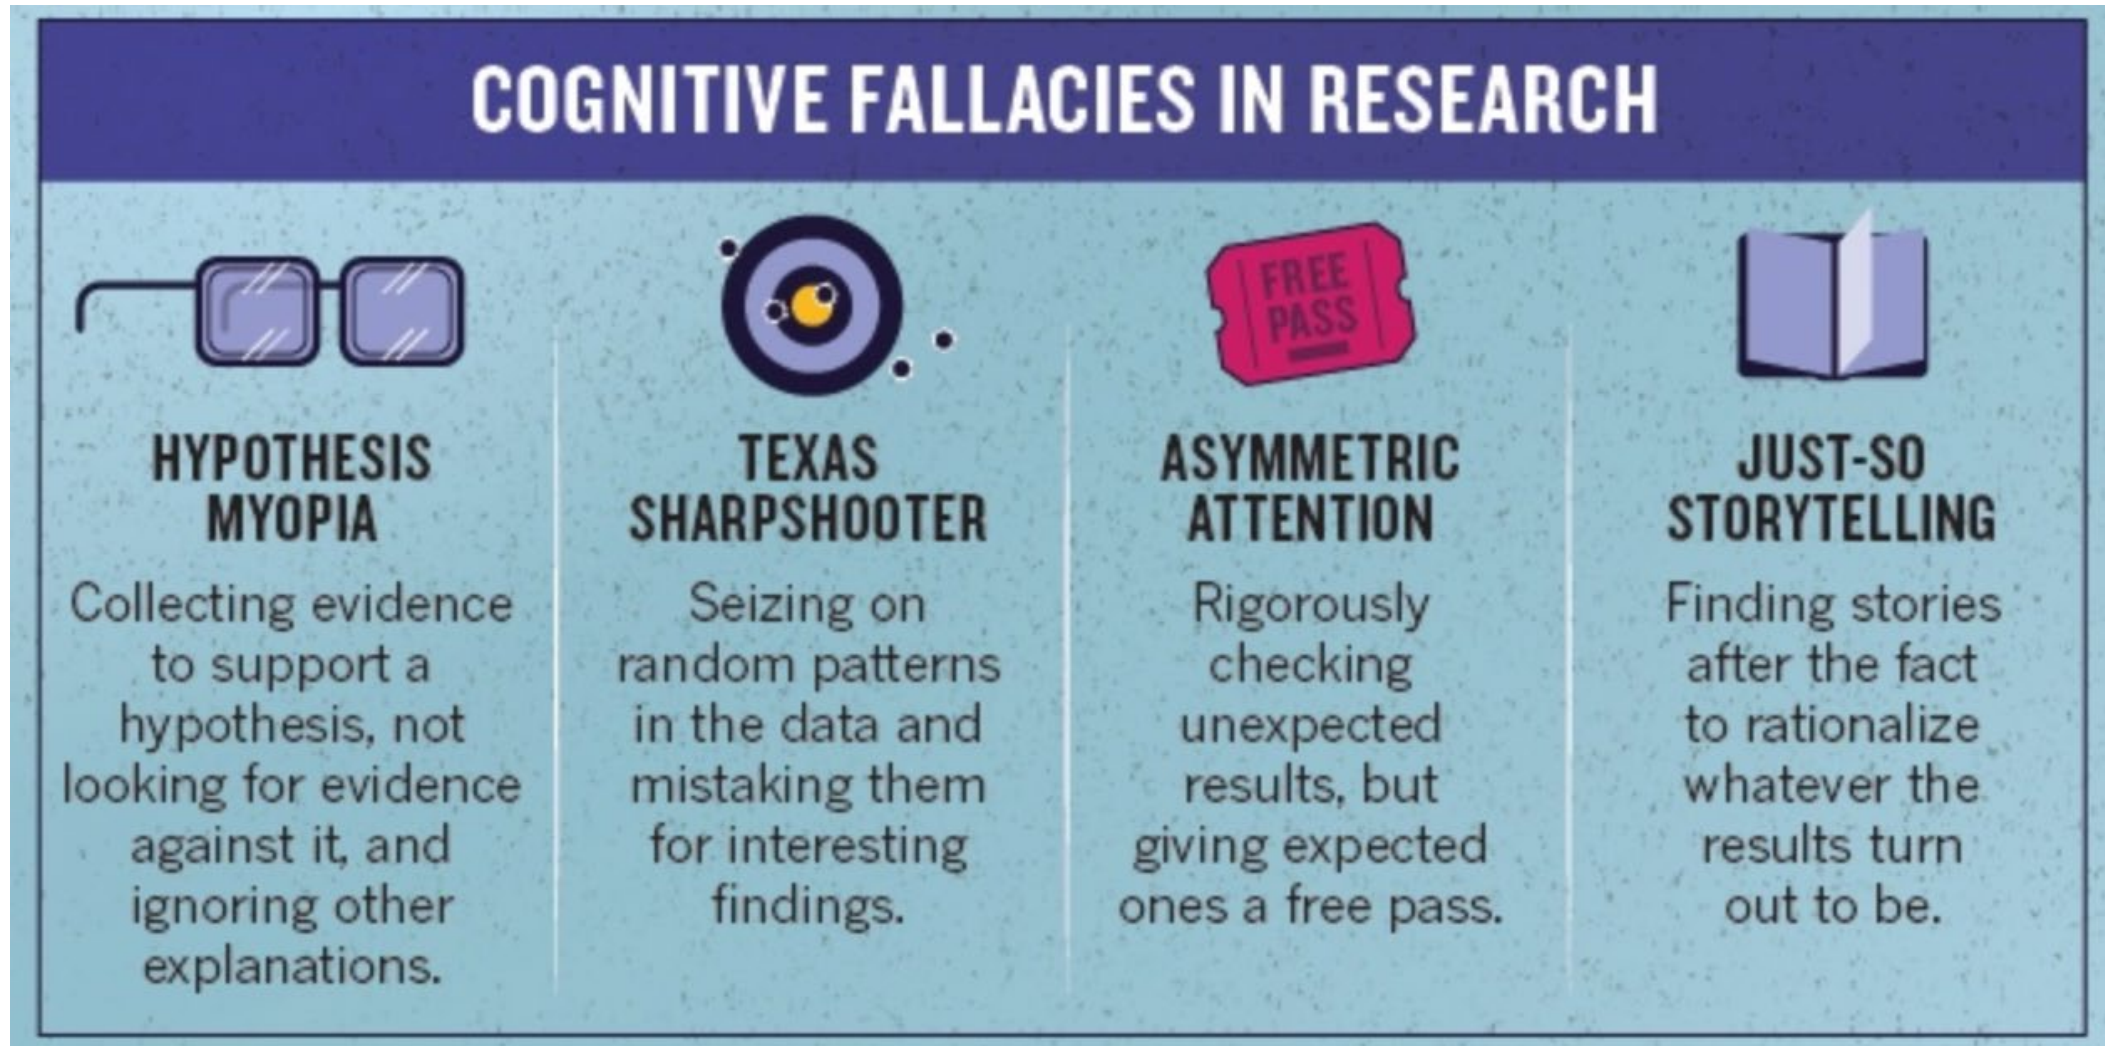 COGNITIVE FALLACIES IN RESEARCH
HYPOTHESIS
MYOPIA
Collecting evidence
to support a
hypothesis, not
looking for evidence
against it, and
ignoring other
explanations.
TEXAS
SHARPSHOOTER
Seizing on
random patterns
in the data and
mistaking them
for interesting
findings.
FREE
PASS
ASYMMETRIC
ATTENTION
Rigorously
checking
unexpected
results, but
giving expected
ones a free pass.
JUST-SO
STORYTELLING
Finding stories
after the fact
to rationalize
whatever the
results turn
out to be.